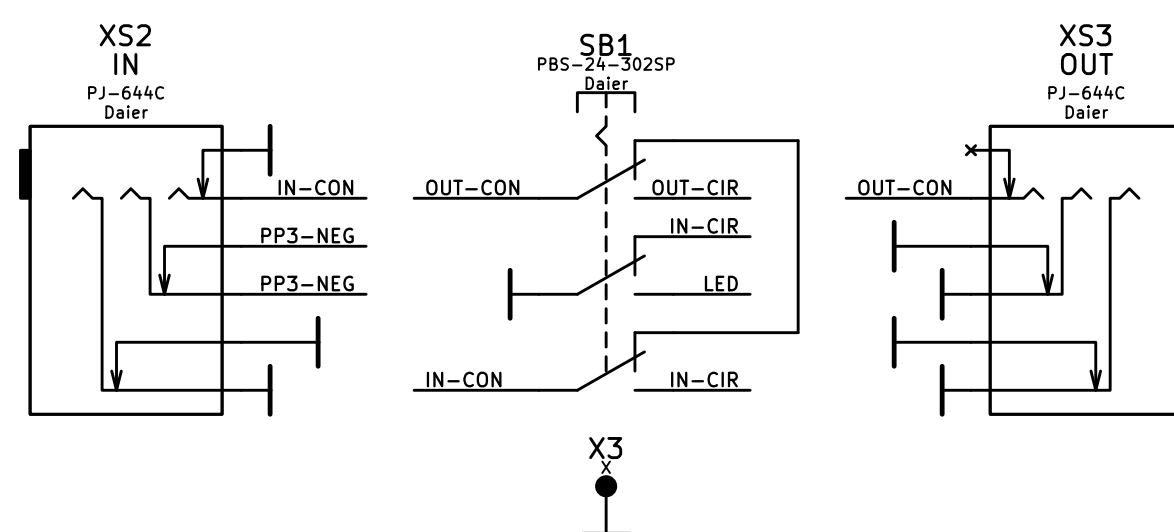 XS2
IN
PJ-644C
Daier
IN-CON
PP3-NEG
PP3-NEG
SB1
PBS-24-302SP
Daier
OUT-CON
OUT-CIR
IN-CIR
LED
IN-CON
IN-CIR
X3
X
XS3
OUT
PJ-644C
Daier
OUT-CON